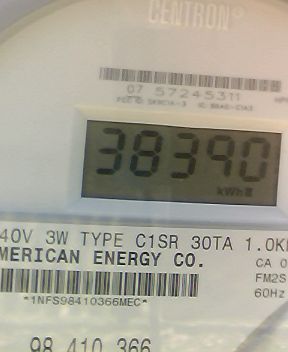 CENTRON®
07 57245311
38390
kWh
40V 3W TYPE C1SR 30TA 1.0K
MERICAN ENERGY CO.
CA 0
FM2S
*1NFS98410366MEC*
60Hz
98 410 366